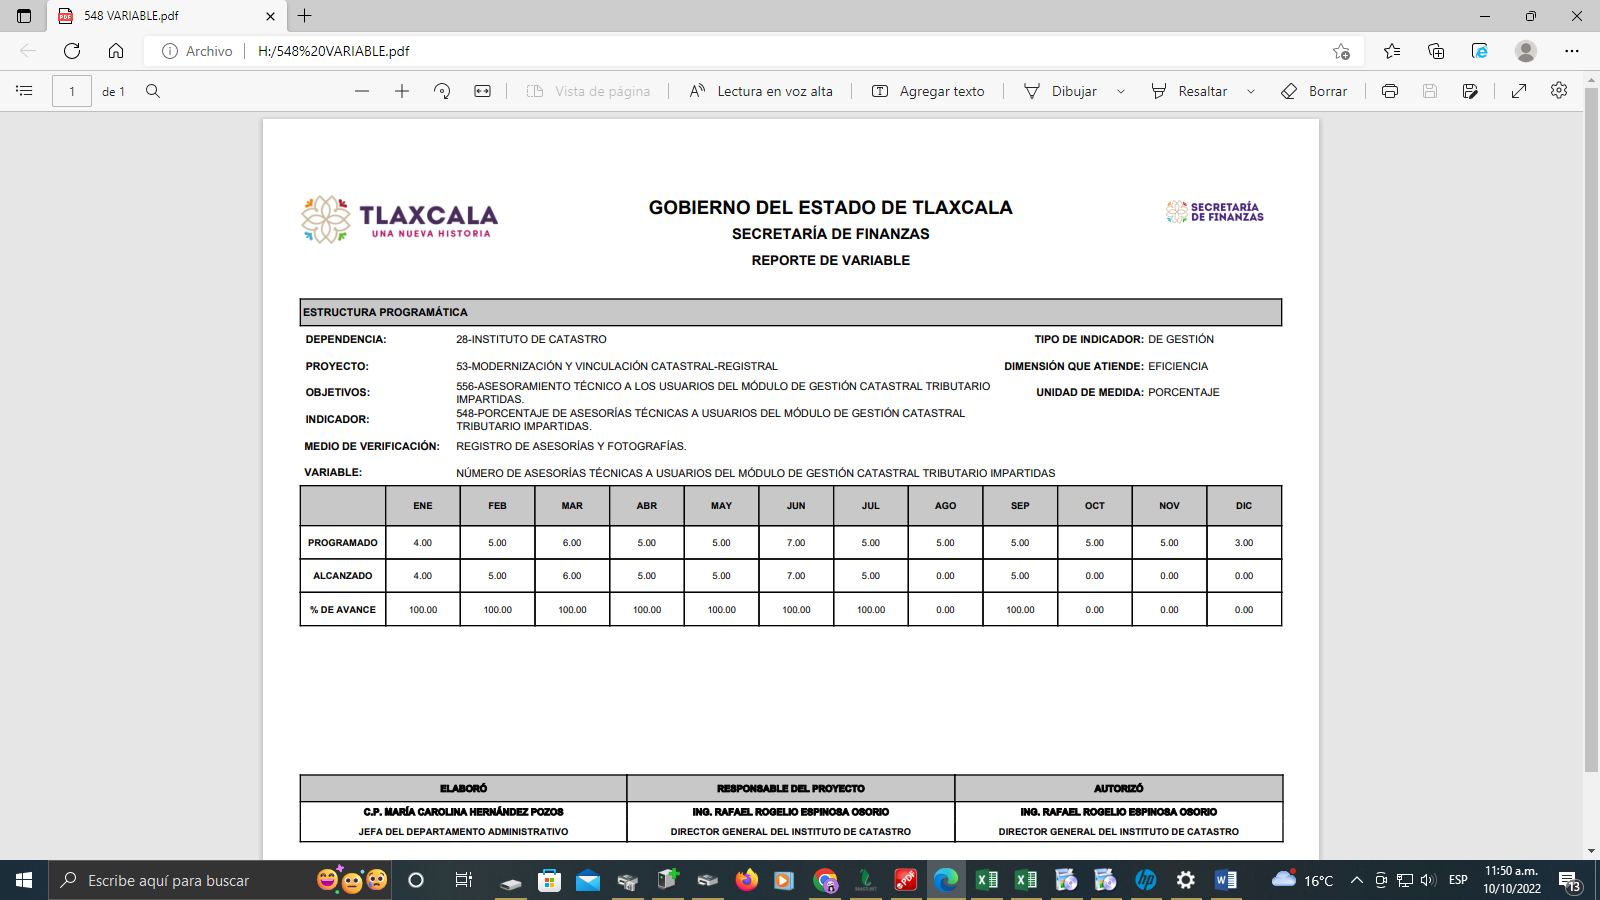 548 VARIABLE.pdf
Archivo H:/548%20VARIABLE.pdf
1 de 1 Vista de página Lectura en voz alta Agregar texto Dibujar Resaltar Borrar
TLAXCALA
UNA NUEVA HISTORIA
GOBIERNO DEL ESTADO DE TLAXCALA
SECRETARÍA DE FINANZAS
REPORTE DE VARIABLE
SECRETARÍA
DE FINANZAS
ESTRUCTURA PROGRAMÁTICA
DEPENDENCIA: 28-INSTITUTO DE CATASTRO TIPO DE INDICADOR: DE GESTIÓN
PROYECTO: 53-MODERNIZACIÓN Y VINCULACIÓN CATASTRAL-REGISTRAL DIMENSIÓN QUE ATIENDE: EFICIENCIA
OBJETIVOS: 556-ASESORAMIENTO TÉCNICO A LOS USUARIOS DEL MÓDULO DE GESTIÓN CATASTRAL TRIBUTARIO
IMPARTIDAS. UNIDAD DE MEDIDA: PORCENTAJE
INDICADOR: 548-PORCENTAJE DE ASESORÍAS TÉCNICAS A USUARIOS DEL MÓDULO DE GESTIÓN CATASTRAL
TRIBUTARIO IMPARTIDAS.
MEDIO DE VERIFICACIÓN: REGISTRO DE ASESORÍAS Y FOTOGRAFÍAS.
VARIABLE: NÚMERO DE ASESORÍAS TÉCNICAS A USUARIOS DEL MÓDULO DE GESTIÓN CATASTRAL TRIBUTARIO IMPARTIDAS
ENE FEB MAR ABR MAY JUN JUL AGO SEP OCT NOV DIC
PROGRAMADO 4.00 5.00 6.00 5.00 5.00 7.00 5.00 5.00 5.00 5.00 5.00 3.00
ALCANZADO 4.00 5.00 6.00 5.00 5.00 7.00 5.00 0.00 5.00 0.00 0.00 0.00
% DE AVANCE 100.00 100.00 100.00 100.00 100.00 100.00 100.00 0.00 100.00 0.00 0.00 0.00
ELABORÓ RESPONSABLE DEL PROYECTO AUTORIZÓ
C.P. MARÍA CAROLINA HERNÁNDEZ POZOS ING. RAFAEL ROGELIO ESPINOSA OSORIO ING. RAFAEL ROGELIO ESPINOSA OSORIO
JEFA DEL DEPARTAMENTO ADMINISTRATIVO DIRECTOR GENERAL DEL INSTITUTO DE CATASTRO DIRECTOR GENERAL DEL INSTITUTO DE CATASTRO
Escribe aquí para buscar 16°C ESP 11:50 a.m.
10/10/2022 13